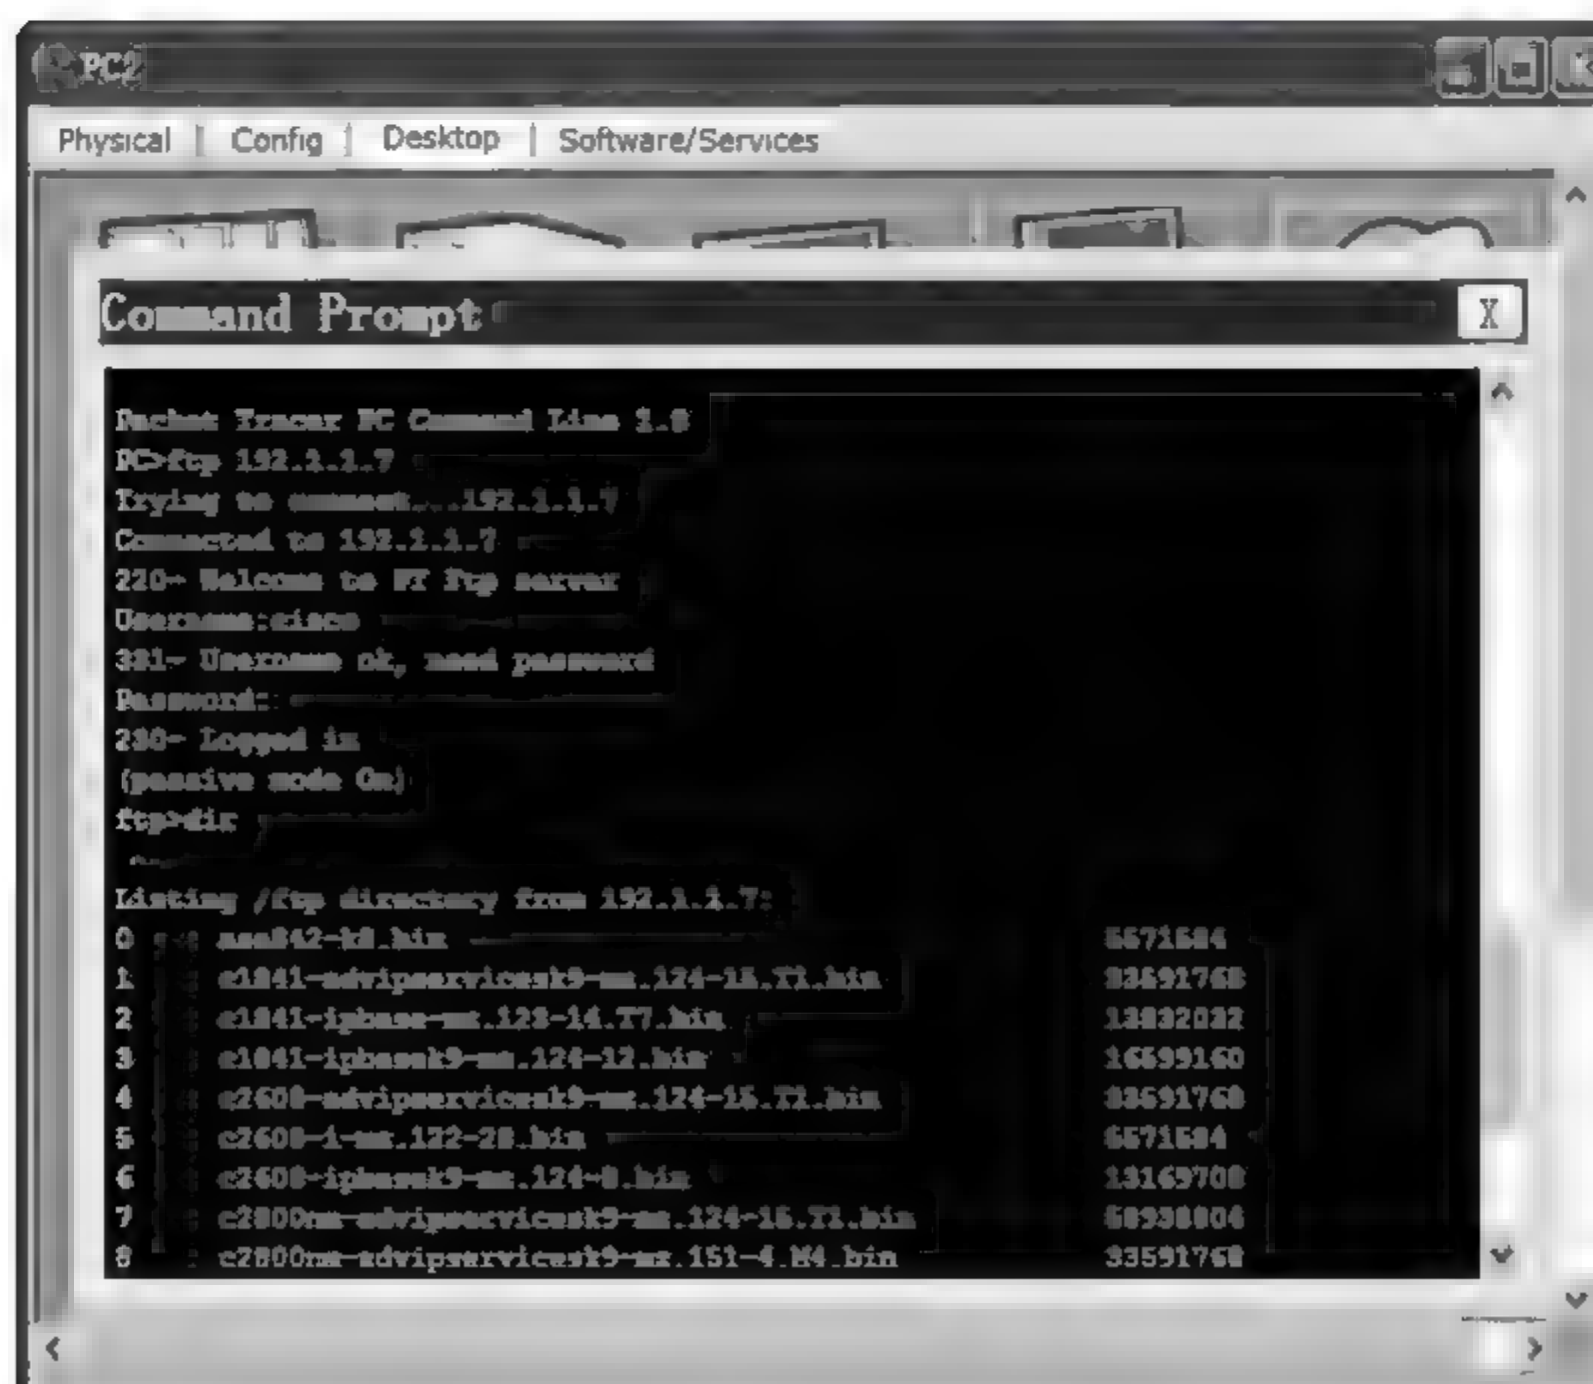 PC2
Physical | Config | Desktop | Software/Services
Command Prompt
X
Packet Tracer PC Command Line 1.0
PC>ftp 192.1.1.7
Trying to connect...192.1.1.7
Connected to 192.1.1.7
220- Welcome to PT Ftp server
Username:cisco
331- Username ok, need password
Password:
230- Logged in
(passive mode On)
ftp>dir
Listing /ftp directory from 192.1.1.7:
0 : asa842-k8.bin 5571584
1 : c1841-advipservicesk9-mz.124-15.T1.bin 33591768
2 : c1841-ipbase-mz.123-14.T7.bin 13832032
3 : c1841-ipbasek9-mz.124-12.bin 16599160
4 : c2600-advipservicesk9-mz.124-15.T1.bin 33591768
5 : c2600-i-mz.122-28.bin 5571584
6 : c2600-ipbasek9-mz.124-8.bin 13169700
7 : c2800nm-advipservicesk9-mz.124-15.T1.bin 50938004
8 : c2800nm-advipservicesk9-mz.151-4.M4.bin 33591768